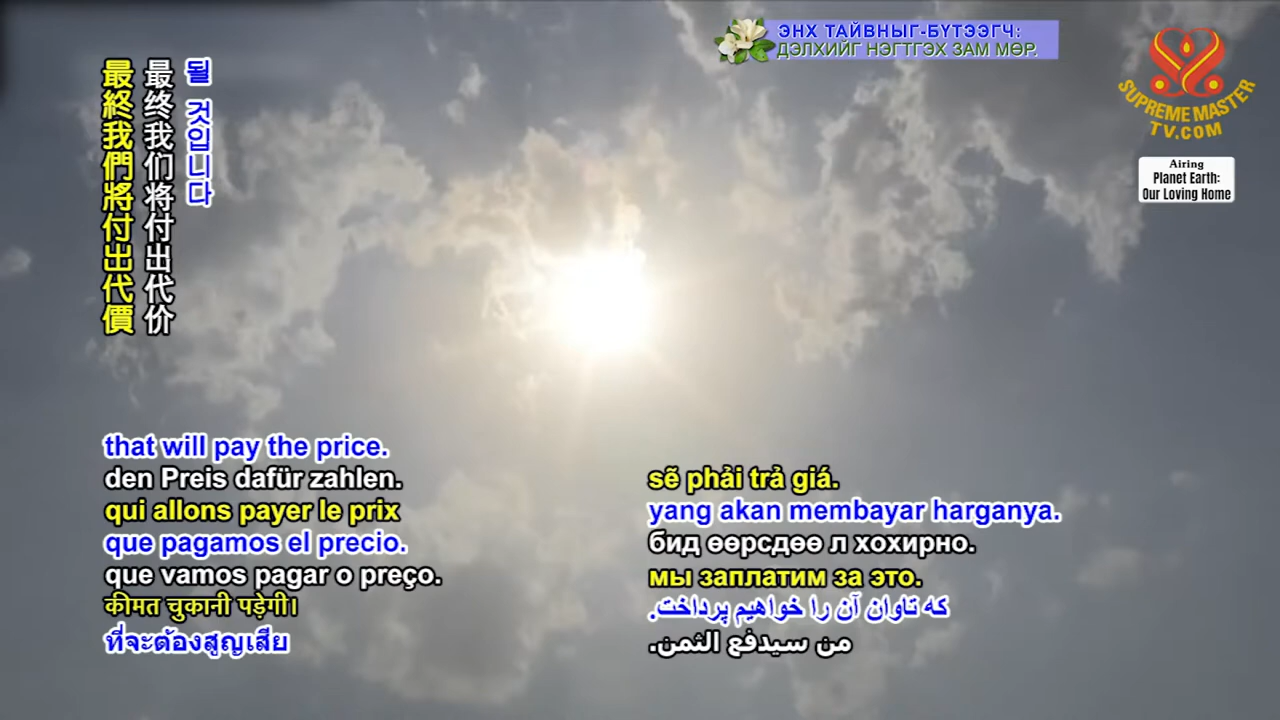 ЭНХ ТАЙВНЫГ-БҮТЭЭГЧ:
ДЭЛХИЙГ НЭГТГЭХ ЗАМ МӨР.
SUPREME MASTER
TV.COM
Airing
Planet Earth:
Our Loving Home
될 것입니다
最终我们将付出代价
最終我們將付出代價
that will pay the price.
den Preis dafür zahlen.
qui allons payer le prix
que pagamos el precio.
que vamos pagar o preço.
कीमत चुकानी पड़ेगी।
ที่จะต้องสูญเสีย
sẽ phải trả giá.
yang akan membayar harganya.
бид өөрсдөө л хохирно.
мы заплатим за это.
که تاوان آن را خواهیم پرداخت.
من سيدفع الثمن.